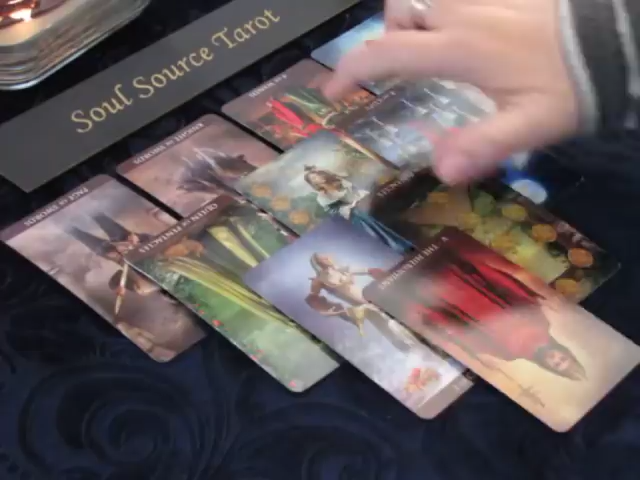 Soul Source Tarot
KNIGHT OF SWORDS
PAGE OF SWORDS
QUEEN OF PENTACLES
V THE HIEROPHANT